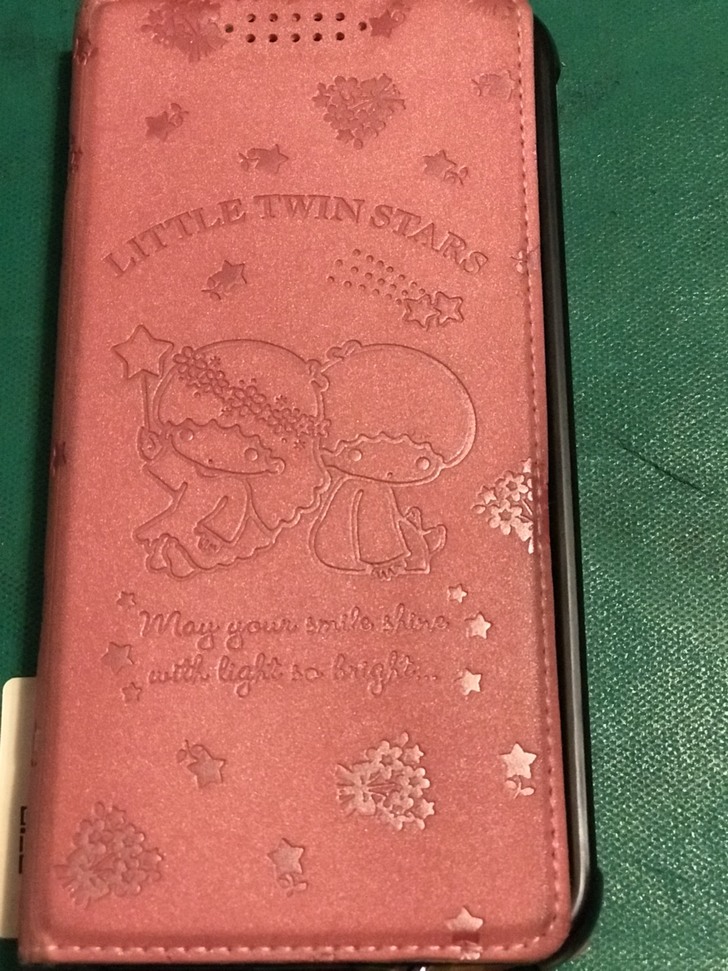 LITTLE TWIN STARS
May your smile shine
with light so bright...